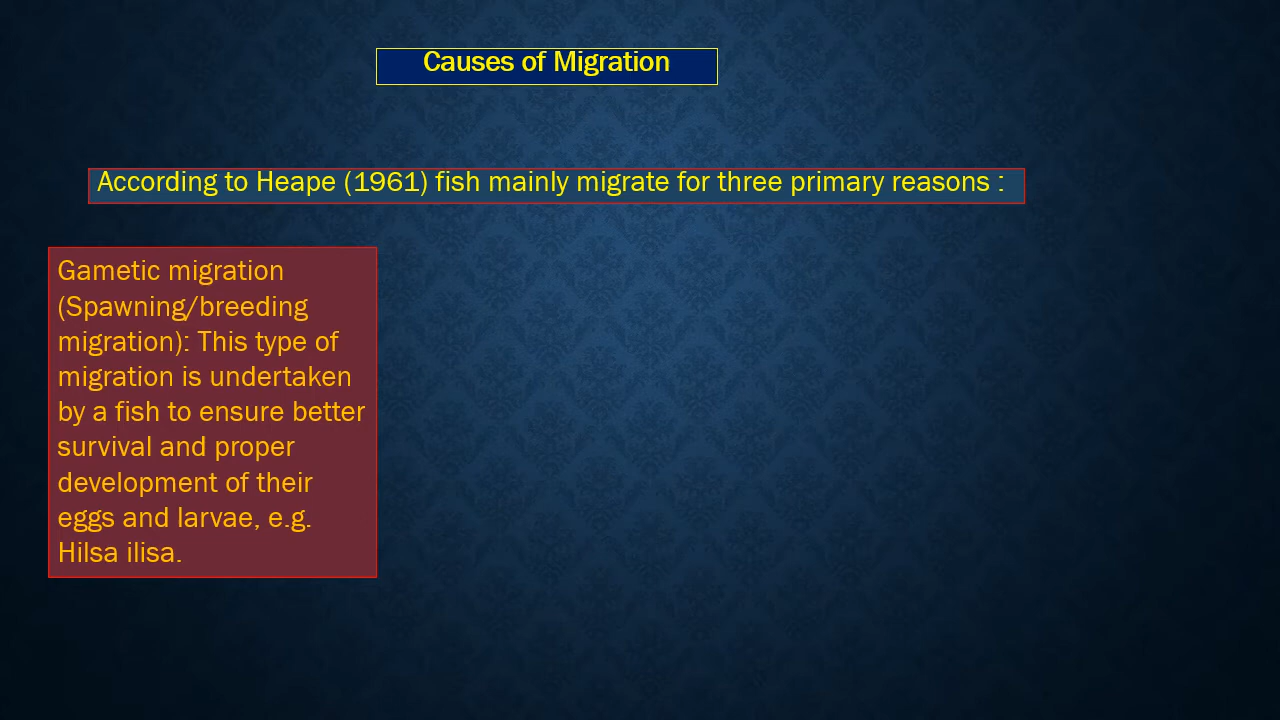 Causes of Migration
According to Heape (1961) fish mainly migrate for three primary reasons :
Gametic migration
(Spawning/breeding
migration): This type of
migration is undertaken
by a fish to ensure better
survival and proper
development of their
eggs and larvae, e.g.
Hilsa ilisa.